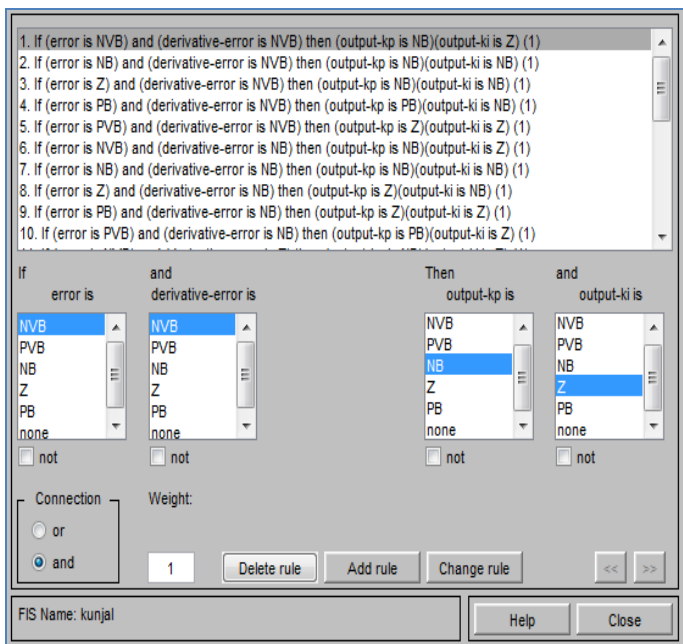 1. If (error is NVB) and (derivative-error is NVB) then (output-kp is NB)(output-ki is Z) (1)
2. If (error is NB) and (derivative-error is NVB) then (output-kp is NB)(output-ki is NB) (1)
3. If (error is Z) and (derivative-error is NVB) then (output-kp is NB)(output-ki is NB) (1)
4. If (error is PB) and (derivative-error is NVB) then (output-kp is PB)(output-ki is NB) (1)
5. If (error is PVB) and (derivative-error is NVB) then (output-kp is Z)(output-ki is Z) (1)
6. If (error is NVB) and (derivative-error is NB) then (output-kp is NB)(output-ki is Z) (1)
7. If (error is NB) and (derivative-error is NB) then (output-kp is NB)(output-ki is NB) (1)
8. If (error is Z) and (derivative-error is NB) then (output-kp is Z)(output-ki is NB) (1)
9. If (error is PB) and (derivative-error is NB) then (output-kp is Z)(output-ki is Z) (1)
10. If (error is PVB) and (derivative-error is NB) then (output-kp is PB)(output-ki is Z) (1)
If and Then and
error is derivative-error is output-kp is output-ki is
NVB NVB NVB NVB
PVB PVB PVB PVB
NB NB NB NB
Z Z Z Z
PB PB PB PB
none none none none
not not not not
Connection Weight:
or
and 1 Delete rule Add rule Change rule << >>
FIS Name: kunjal Help Close